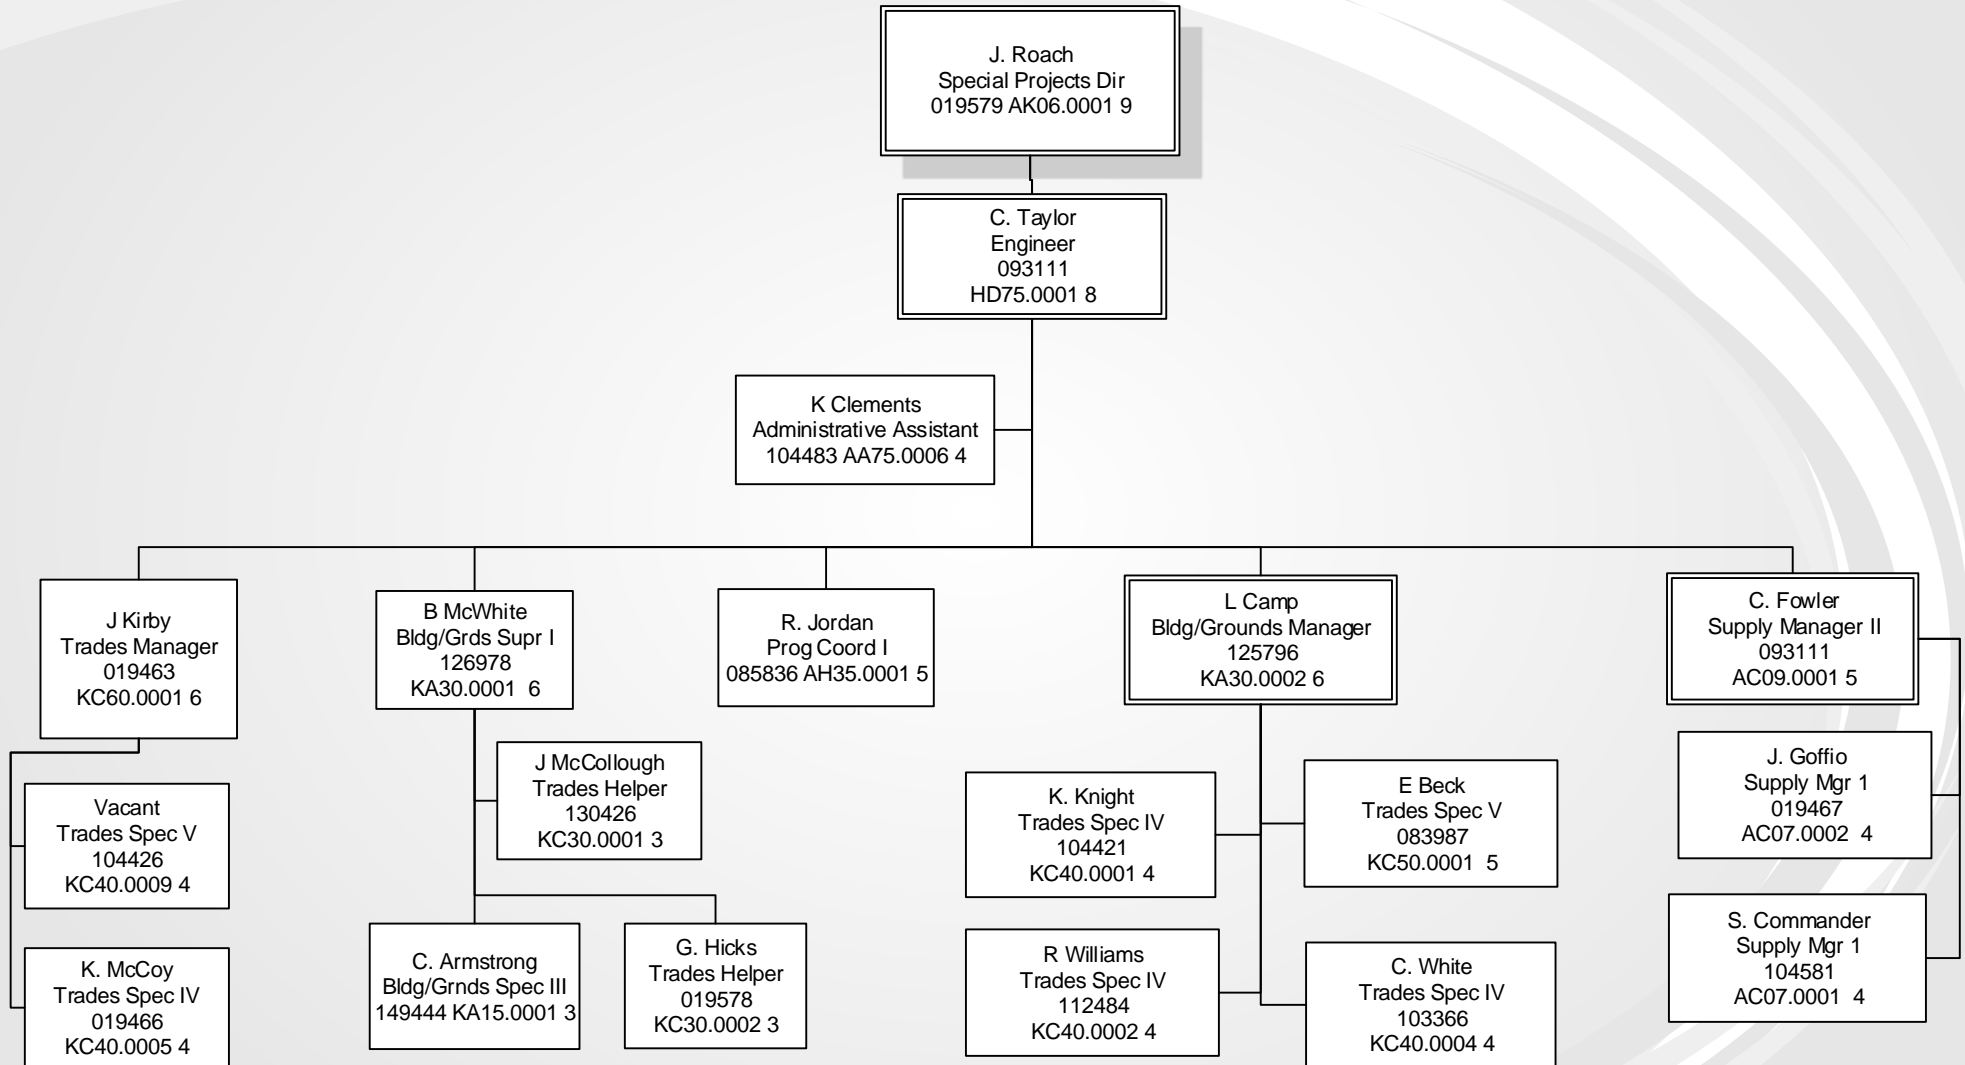 J. Roach
Special Projects Dir
019579 AK06.0001 9
C. Taylor
Engineer
093111
HD75.0001 8
K Clements
Administrative Assistant
104483 AA75.0006 4
J Kirby
Trades Manager
019463
KC60.0001 6
B McWhite
Bldg/Grds Supr I
126978
KA30.0001  6
R. Jordan
Prog Coord I
085836 AH35.0001 5
L Camp
Bldg/Grounds Manager
125796
KA30.0002 6
C. Fowler
Supply Manager II
093111
AC09.0001 5
Vacant
Trades Spec V
104426
KC40.0009 4
K. McCoy
Trades Spec IV
019466
KC40.0005 4
J McCollough
Trades Helper
130426
KC30.0001 3
C. Armstrong
Bldg/Grnds Spec III
149444 KA15.0001 3
G. Hicks
Trades Helper
019578
KC30.0002 3
K. Knight
Trades Spec IV
104421
KC40.0001 4
E Beck
Trades Spec V
083987
KC50.0001  5
R Williams
Trades Spec IV
112484
KC40.0002 4
C. White
Trades Spec IV
103366
KC40.0004 4
J. Goffio
Supply Mgr 1
019467
AC07.0002  4
S. Commander
Supply Mgr 1
104581
AC07.0001  4